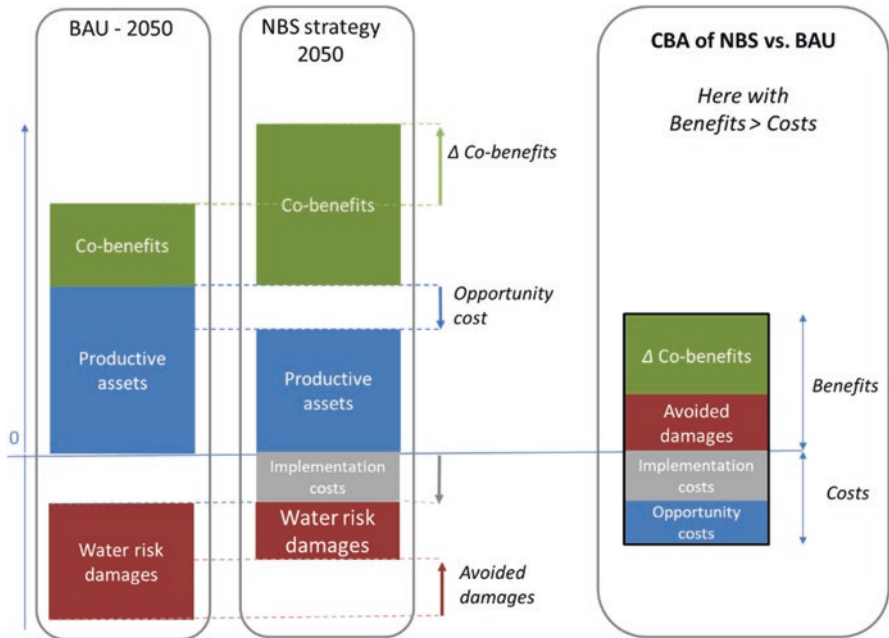 BAU - 2050
NBS strategy
2050
CBA of NBS vs. BAU
Here with
Benefits > Costs
Δ Co-benefits
Co-benefits
Co-benefits
Opportunity
cost
Productive
assets
Productive
assets
Δ Co-benefits
Benefits
Avoided
damages
0
Implementation
costs
Implementation
costs
Costs
Water risk
damages
Opportunity
costs
Water risk
damages
Avoided
damages